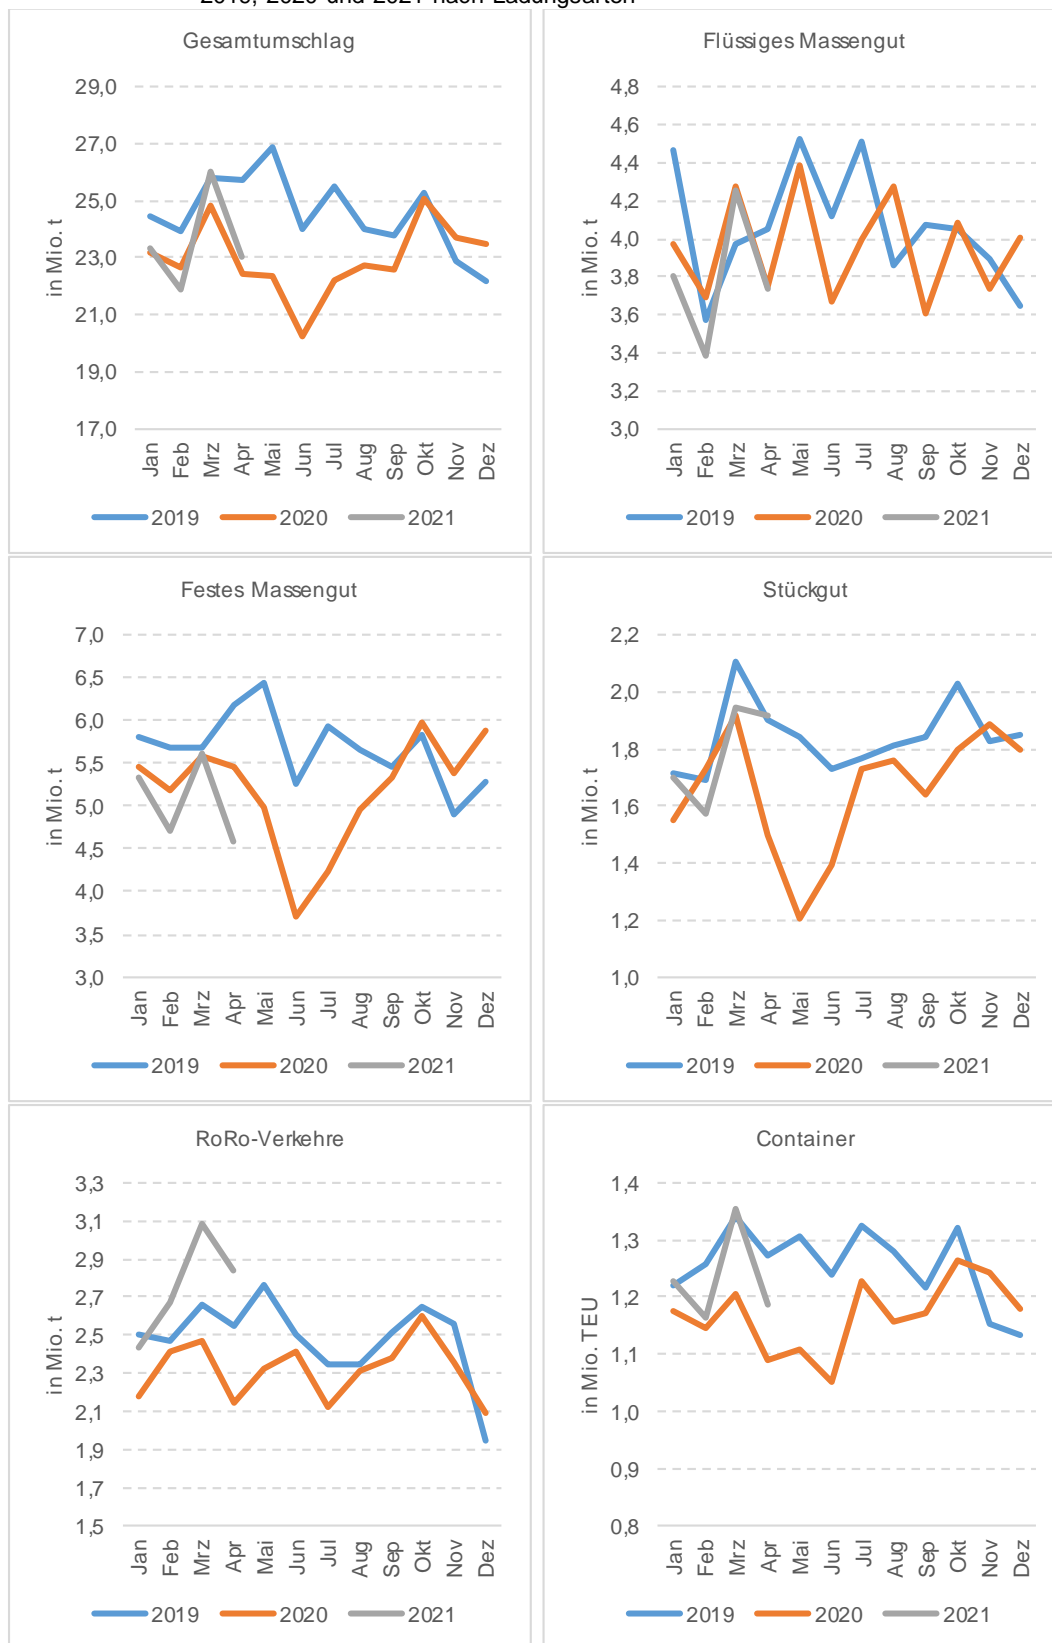 2019, 2020 und 2021 nach Ladungsarten
Gesamtumschlag
in Mio. t
29,0
27,0
25,0
23,0
21,0
19,0
17,0
Jan Feb Mrz Apr Mai Jun Jul Aug Sep Okt Nov Dez
2019 2020 2021
Flüssiges Massengut
in Mio. t
4,8
4,6
4,4
4,2
4,0
3,8
3,6
3,4
3,2
3,0
Jan Feb Mrz Apr Mai Jun Jul Aug Sep Okt Nov Dez
2019 2020 2021
Festes Massengut
in Mio. t
7,0
6,5
6,0
5,5
5,0
4,5
4,0
3,5
3,0
Jan Feb Mrz Apr Mai Jun Jul Aug Sep Okt Nov Dez
2019 2020 2021
Stückgut
in Mio. t
2,2
2,0
1,8
1,6
1,4
1,2
1,0
Jan Feb Mrz Apr Mai Jun Jul Aug Sep Okt Nov Dez
2019 2020 2021
RoRo-Verkehre
in Mio. t
3,3
3,1
2,9
2,7
2,5
2,3
2,1
1,9
1,7
1,5
Jan Feb Mrz Apr Mai Jun Jul Aug Sep Okt Nov Dez
2019 2020 2021
Container
in Mio. TEU
1,4
1,3
1,2
1,1
1,0
0,9
0,8
Jan Feb Mrz Apr Mai Jun Jul Aug Sep Okt Nov Dez
2019 2020 2021